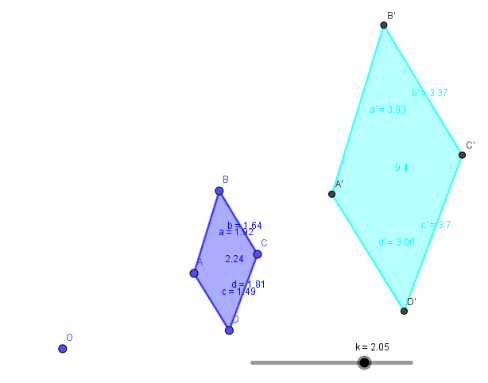 B'
b' = 3.37
a' = 3.93
C'
9.4
A'
B
b = 1.64
a = 1.92
c' = 3.7
C
d' = 3.06
2.24
A
d = 1.81
c = 1.49
D'
D
O
k = 2.05